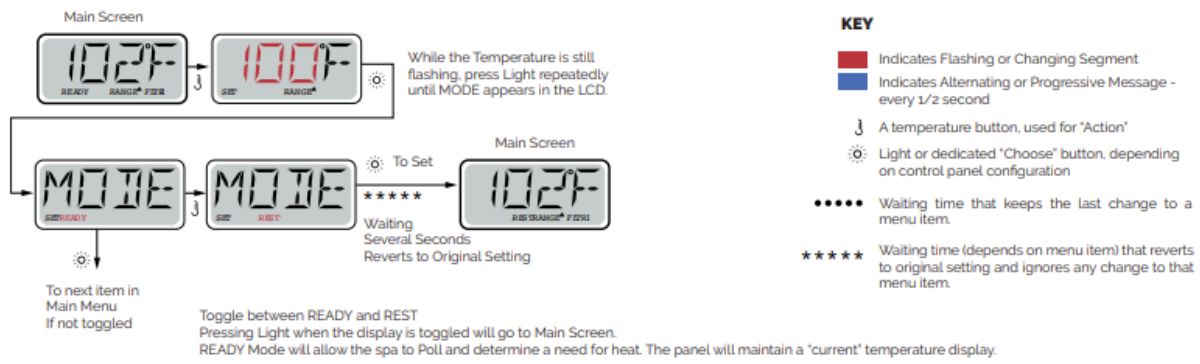 Main Screen
102°F
READY RANGE FLTR1
100°F
SET RANGE
While the Temperature is still
flashing, press Light repeatedly
until MODE appears in the LCD.
MODE
SET READY
MODE
SET REST
To Set
*****
Waiting
Several Seconds
Reverts to Original Setting
Main Screen
102°F
REST RANGE FLTR1
To next item in
Main Menu
If not toggled
Toggle between READY and REST
Pressing Light when the display is toggled will go to Main Screen.
READY Mode will allow the spa to Poll and determine a need for heat. The panel will maintain a "current" temperature display.
KEY
Indicates Flashing or Changing Segment
Indicates Alternating or Progressive Message -
every 1/2 second
A temperature button, used for "Action"
Light or dedicated "Choose" button, depending
on control panel configuration
Waiting time that keeps the last change to a
menu item.
***** Waiting time (depends on menu item) that reverts
to original setting and ignores any change to that
menu item.